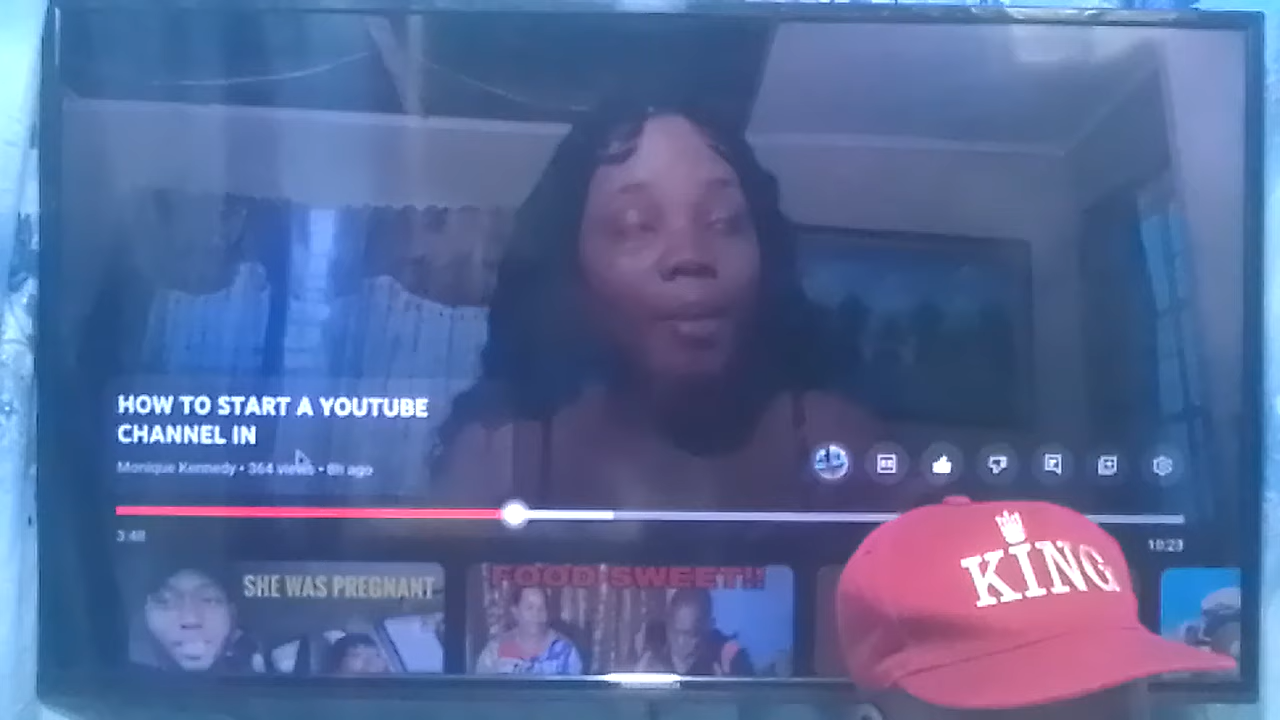 HOW TO START A YOUTUBE
CHANNEL IN
Monique Kennedy • 364 views • 8h ago
3:48
10:23
SHE WAS PREGNANT
FOOD SWEET!!
KING